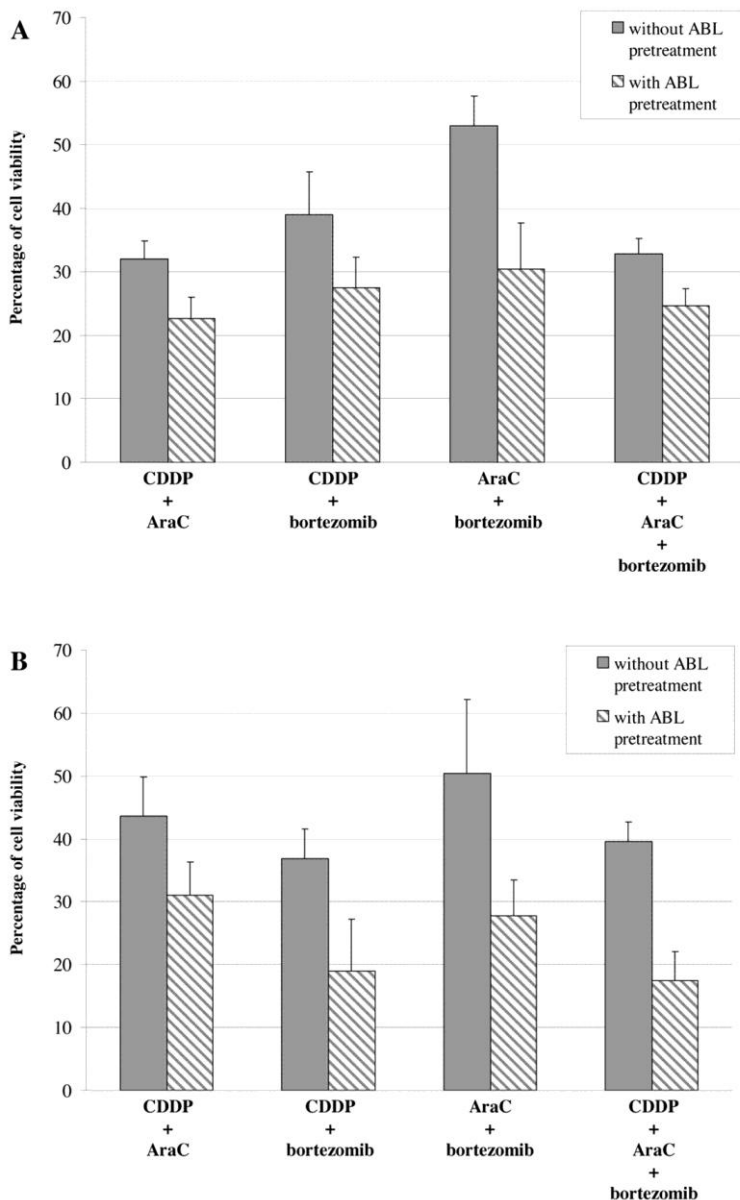 A
70
60
50
40
30
20
10
0
Percentage of cell viability
without ABL
pretreatment
with ABL
pretreatment
CDDP
+
AraC
CDDP
+
bortezomib
AraC
+
bortezomib
CDDP
+
AraC
+
bortezomib
B
70
60
50
40
30
20
10
0
Percentage of cell viability
without ABL
pretreatment
with ABL
pretreatment
CDDP
+
AraC
CDDP
+
bortezomib
AraC
+
bortezomib
CDDP
+
AraC
+
bortezomib